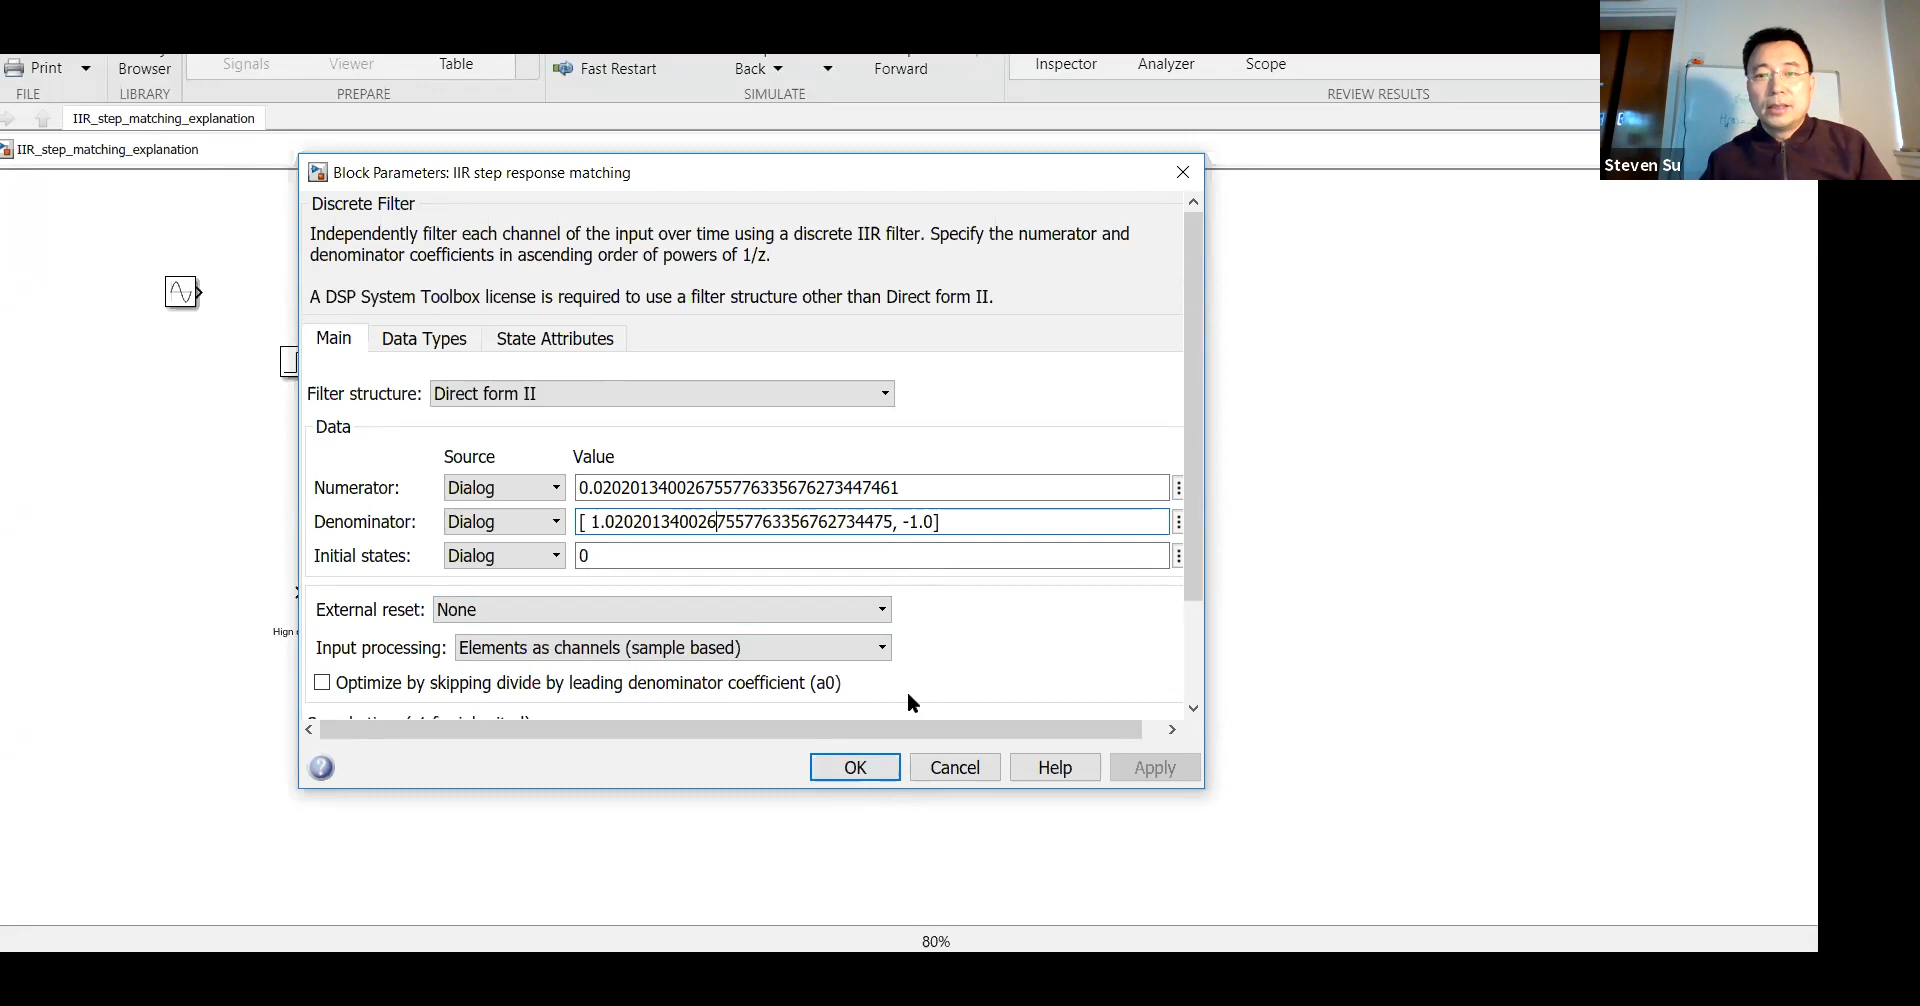 Print
Browser
Signals
Viewer
Table
Fast Restart
Back
Forward
Inspector
Analyzer
Scope
FILE
LIBRARY
PREPARE
SIMULATE
REVIEW RESULTS
IIR_step_matching_explanation
IIR_step_matching_explanation
Steven Su
Block Parameters: IIR step response matching
Discrete Filter
Independently filter each channel of the input over time using a discrete IIR filter. Specify the numerator and
denominator coefficients in ascending order of powers of 1/z.
A DSP System Toolbox license is required to use a filter structure other than Direct form II.
Main
Data Types
State Attributes
Filter structure: Direct form II
Data
Source Value
Numerator: Dialog 0.020201340026755776335676273447461
Denominator: Dialog [ 1.0202013400267557763356762734475, -1.0]
Initial states: Dialog 0
External reset: None
Hign
Input processing: Elements as channels (sample based)
Optimize by skipping divide by leading denominator coefficient (a0)
OK Cancel Help Apply
80%